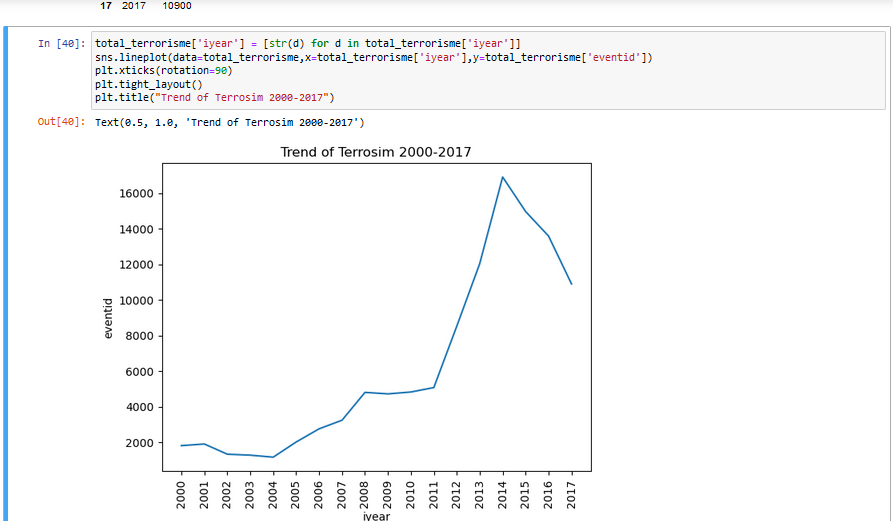 17 2017 10900
In [40]: total_terrorisme['iyear'] = [str(d) for d in total_terrorisme['iyear']]
sns.lineplot(data=total_terrorisme,x=total_terrorisme['iyear'],y=total_terrorisme['eventid'])
plt.xticks(rotation=90)
plt.tight_layout()
plt.title("Trend of Terrosim 2000-2017")
Out[40]: Text(0.5, 1.0, 'Trend of Terrosim 2000-2017')
Trend of Terrosim 2000-2017
16000
14000
12000
10000
8000
6000
4000
2000
eventid
2000 2001 2002 2003 2004 2005 2006 2007 2008 2009 2010 2011 2012 2013 2014 2015 2016 2017
iyear